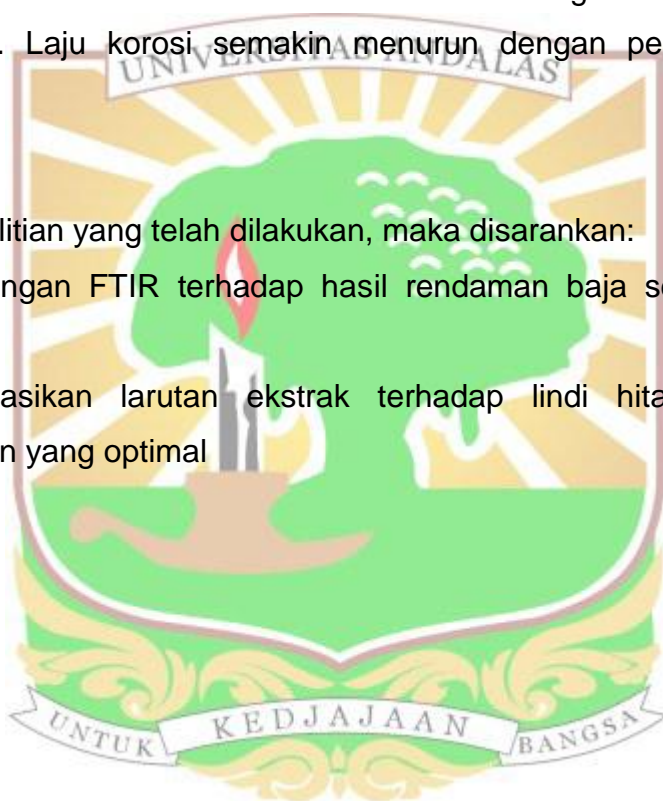 . Laju korosi semakin menurun dengan pe
UNIVERSITAS ANDALAS
litian yang telah dilakukan, maka disarankan:
ngan FTIR terhadap hasil rendaman baja s
asikan larutan ekstrak terhadap lindi hita
n yang optimal
UNTUK KEDJAJAAN BANGSA